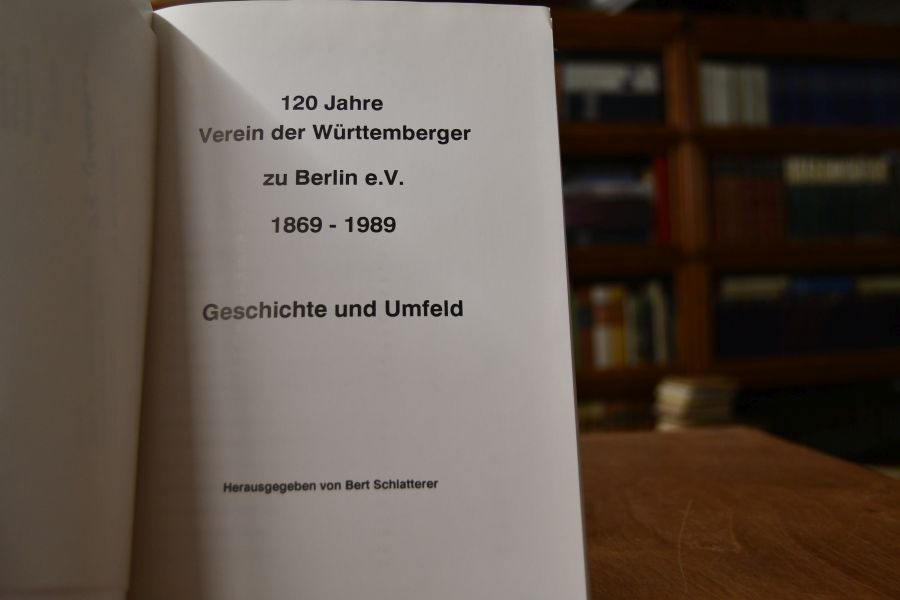 120 Jahre
Verein der Württemberger
zu Berlin e.V.
1869 - 1989
Geschichte und Umfeld
Herausgegeben von Bert Schlatterer